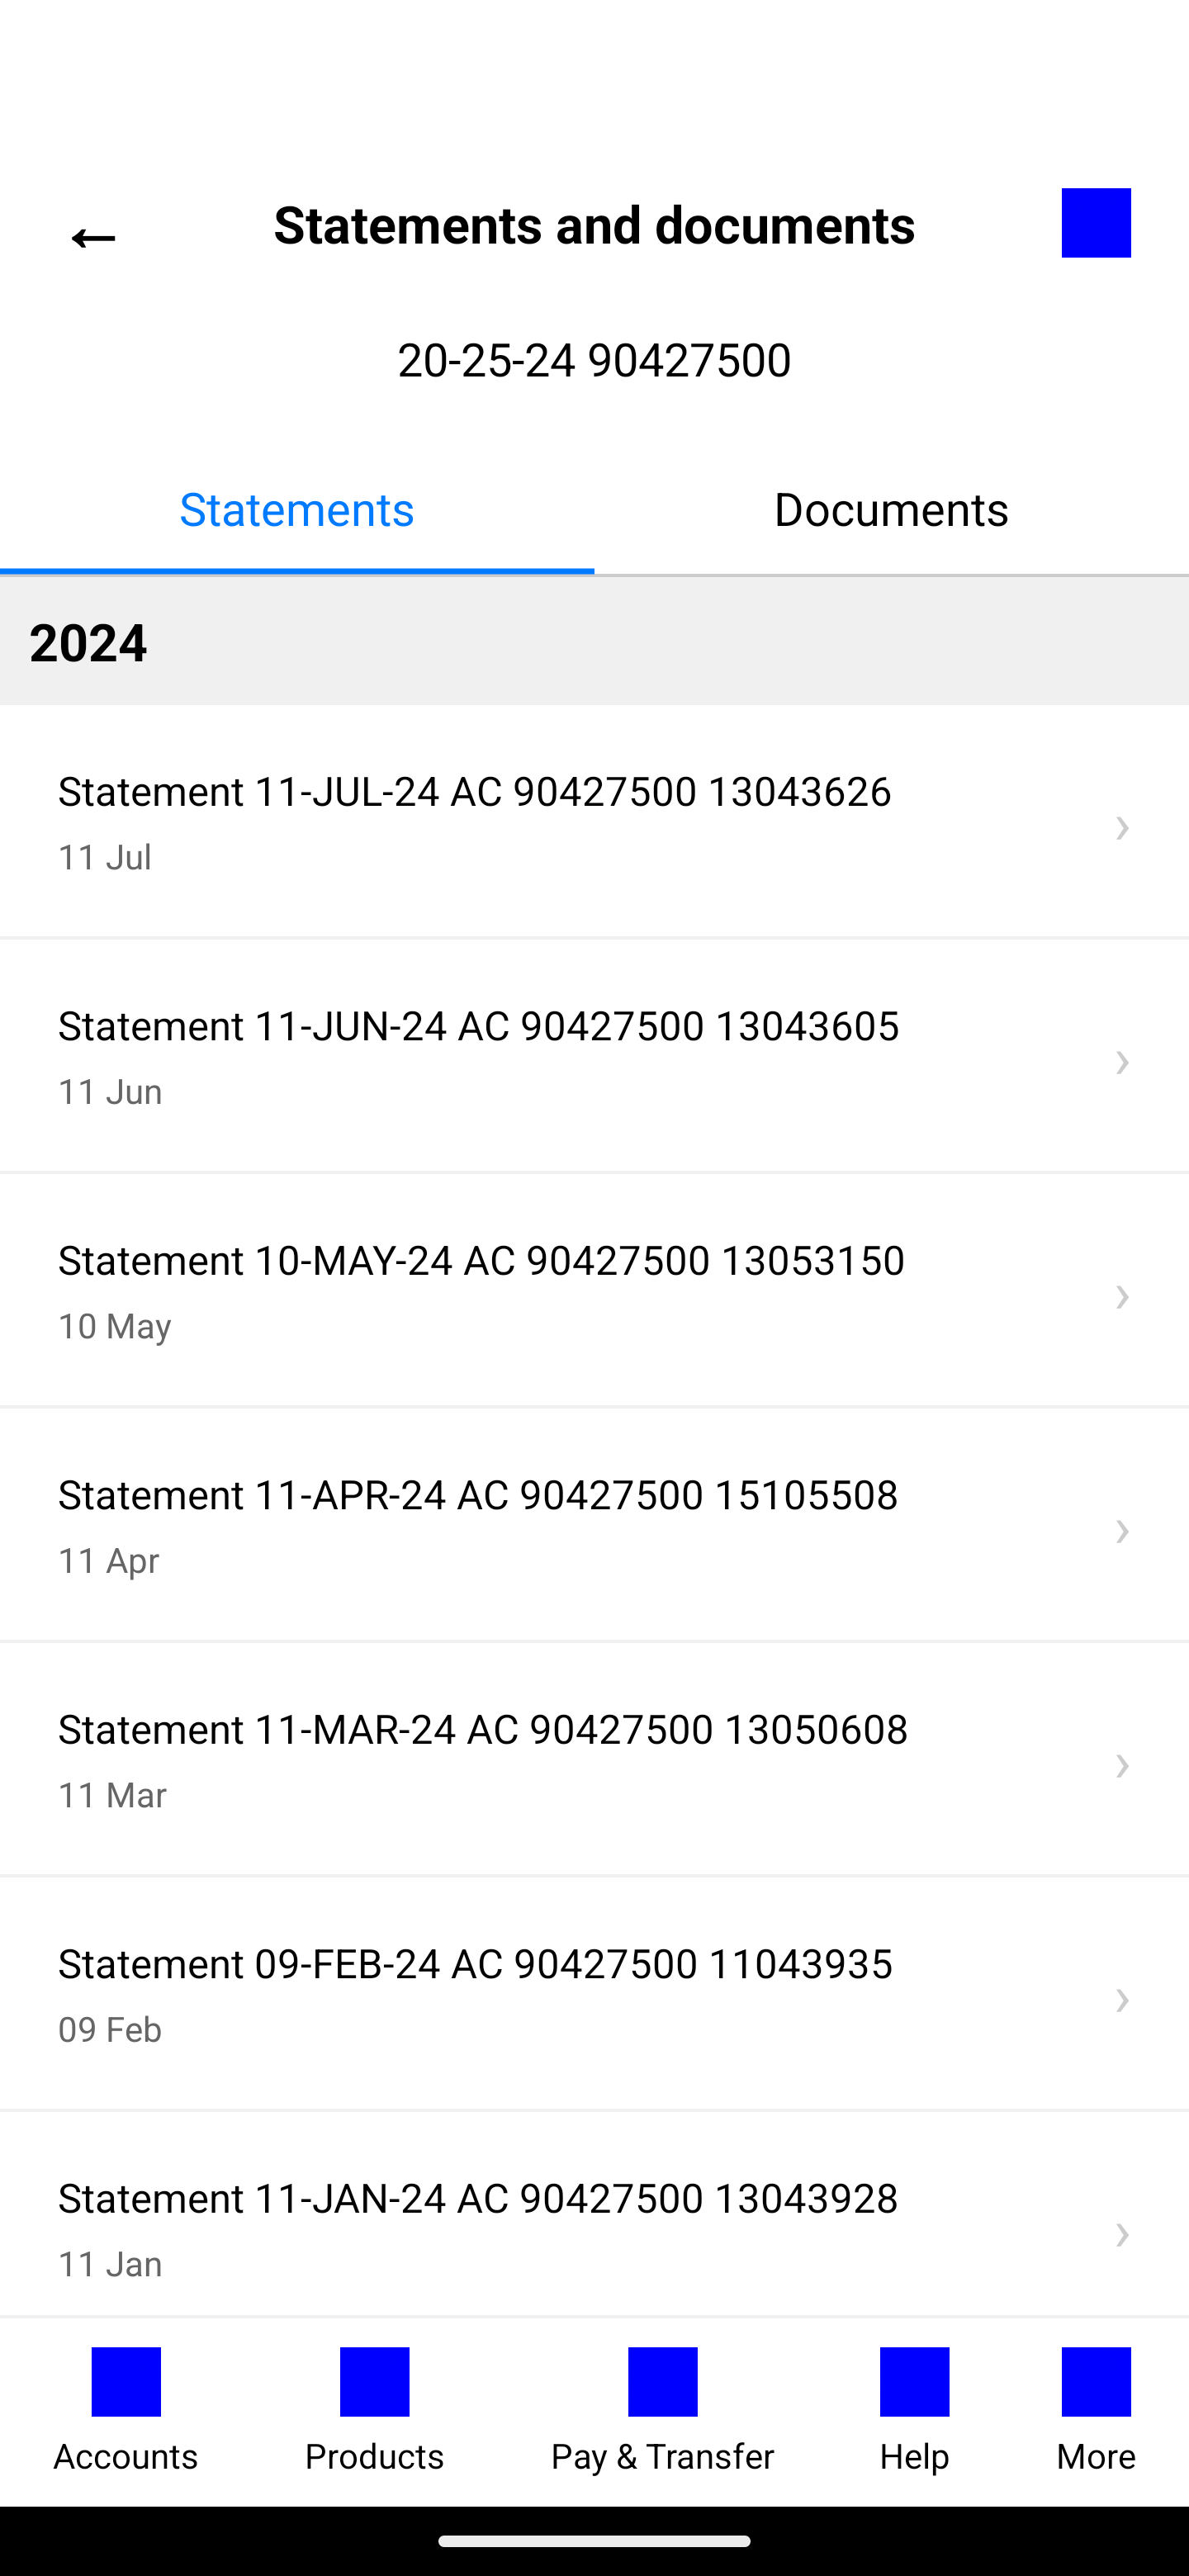 Statements and documents
20-25-24 90427500
Statements Documents
2024
Statement 11-JUL-24 AC 90427500 13043626
11 Jul
Statement 11-JUN-24 AC 90427500 13043605
11 Jun
Statement 10-MAY-24 AC 90427500 13053150
10 May
Statement 11-APR-24 AC 90427500 15105508
11 Apr
Statement 11-MAR-24 AC 90427500 13050608
11 Mar
Statement 09-FEB-24 AC 90427500 11043935
09 Feb
Statement 11-JAN-24 AC 90427500 13043928
11 Jan
Accounts Products Pay & Transfer Help More